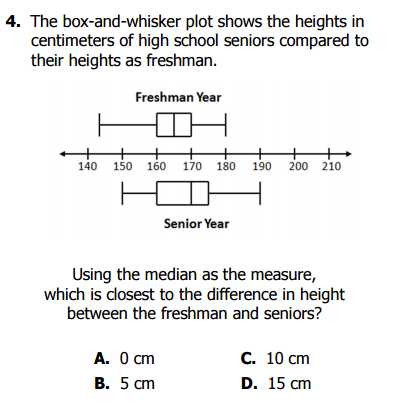 4. The box-and-whisker plot shows the heights in
centimeters of high school seniors compared to
their heights as freshman.
Freshman Year
140 150 160 170 180 190 200 210
Senior Year
Using the median as the measure,
which is closest to the difference in height
between the freshman and seniors?
A. 0 cm C. 10 cm
B. 5 cm D. 15 cm